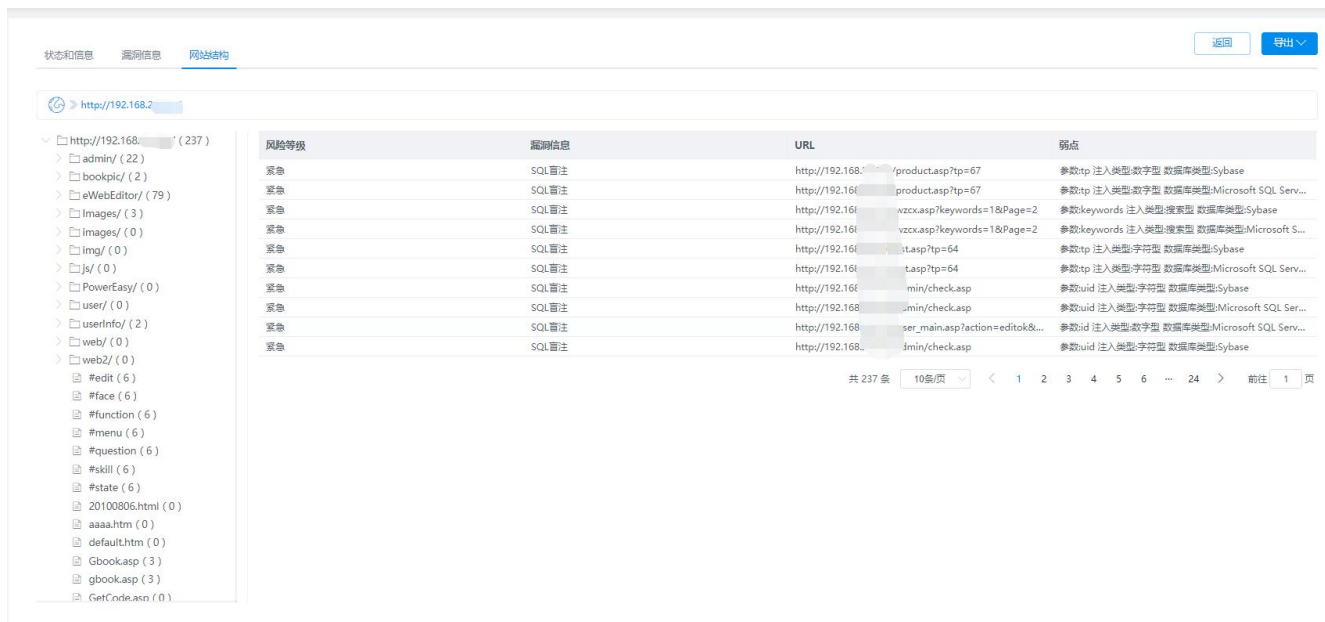 状态和信息 漏洞信息 网站结构 返回 导出
http://192.168.2
http://192.168. / ( 237 )
admin/ ( 22 )
bookpic/ ( 2 )
eWebEditor/ ( 79 )
Images/ ( 3 )
images/ ( 0 )
img/ ( 0 )
js/ ( 0 )
PowerEasy/ ( 0 )
user/ ( 0 )
userInfo/ ( 2 )
web/ ( 0 )
web2/ ( 0 )
#edit ( 6 )
#face ( 6 )
#function ( 6 )
#menu ( 6 )
#question ( 6 )
#skill ( 6 )
#state ( 6 )
20100806.html ( 0 )
aaaa.htm ( 0 )
default.htm ( 0 )
Gbook.asp ( 3 )
gbook.asp ( 3 )
GetCode.asp ( 0 )
风险等级 漏洞信息 URL 弱点
紧急 SQL盲注 http://192.168. /product.asp?tp=67 参数:tp 注入类型:数字型 数据库类型:Sybase
紧急 SQL盲注 http://192.168 product.asp?tp=67 参数:tp 注入类型:数字型 数据库类型:Microsoft SQL Serv...
紧急 SQL盲注 http://192.168 wzcx.asp?keywords=1&Page=2 参数:keywords 注入类型:搜索型 数据库类型:Sybase
紧急 SQL盲注 http://192.168 vzcx.asp?keywords=1&Page=2 参数:keywords 注入类型:搜索型 数据库类型:Microsoft S...
紧急 SQL盲注 http://192.168 st.asp?tp=64 参数:tp 注入类型:字符型 数据库类型:Sybase
紧急 SQL盲注 http://192.168 t.asp?tp=64 参数:tp 注入类型:字符型 数据库类型:Microsoft SQL Serv...
紧急 SQL盲注 http://192.168 min/check.asp 参数:uid 注入类型:字符型 数据库类型:Sybase
紧急 SQL盲注 http://192.168 min/check.asp 参数:uid 注入类型:字符型 数据库类型:Microsoft SQL Ser...
紧急 SQL盲注 http://192.168 ser_main.asp?action=editok&... 参数:id 注入类型:数字型 数据库类型:Microsoft SQL Serv...
紧急 SQL盲注 http://192.168. dmin/check.asp 参数:uid 注入类型:字符型 数据库类型:Sybase
共 237 条 10条/页 1 2 3 4 5 6 ... 24 前往 1 页